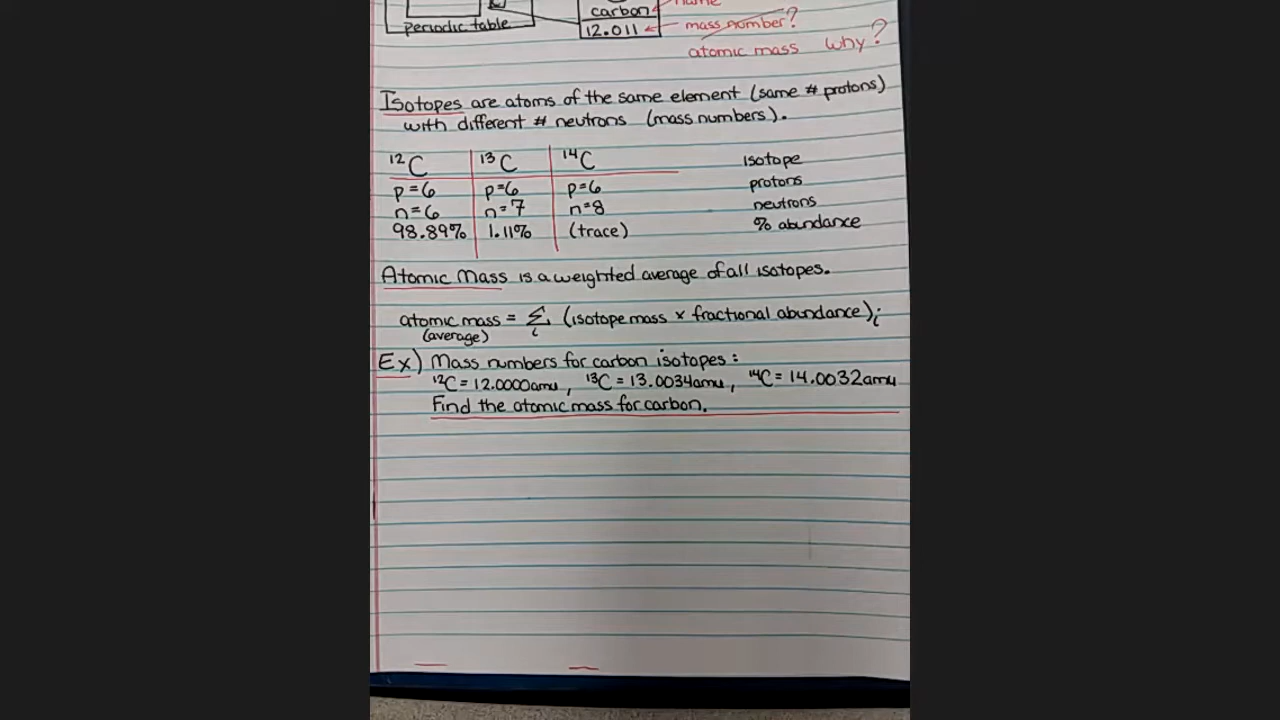 name
carbon
periodic table
12.011 ← mass number?
atomic mass why?
Isotopes are atoms of the same element (same # protons)
with different # neutrons (mass numbers).
¹²C ¹³C ¹⁴C isotope
p=6 p=6 p=6 protons
n=6 n=7 n=8 neutrons
98.89% 1.11% (trace) % abundance
Atomic Mass is a weighted average of all isotopes.
atomic mass = Σ (isotope mass × fractional abundance)i
(average) i
Ex) Mass numbers for carbon isotopes:
¹²C = 12.0000amu, ¹³C = 13.0034amu, ¹⁴C = 14.0032amu
Find the atomic mass for carbon.